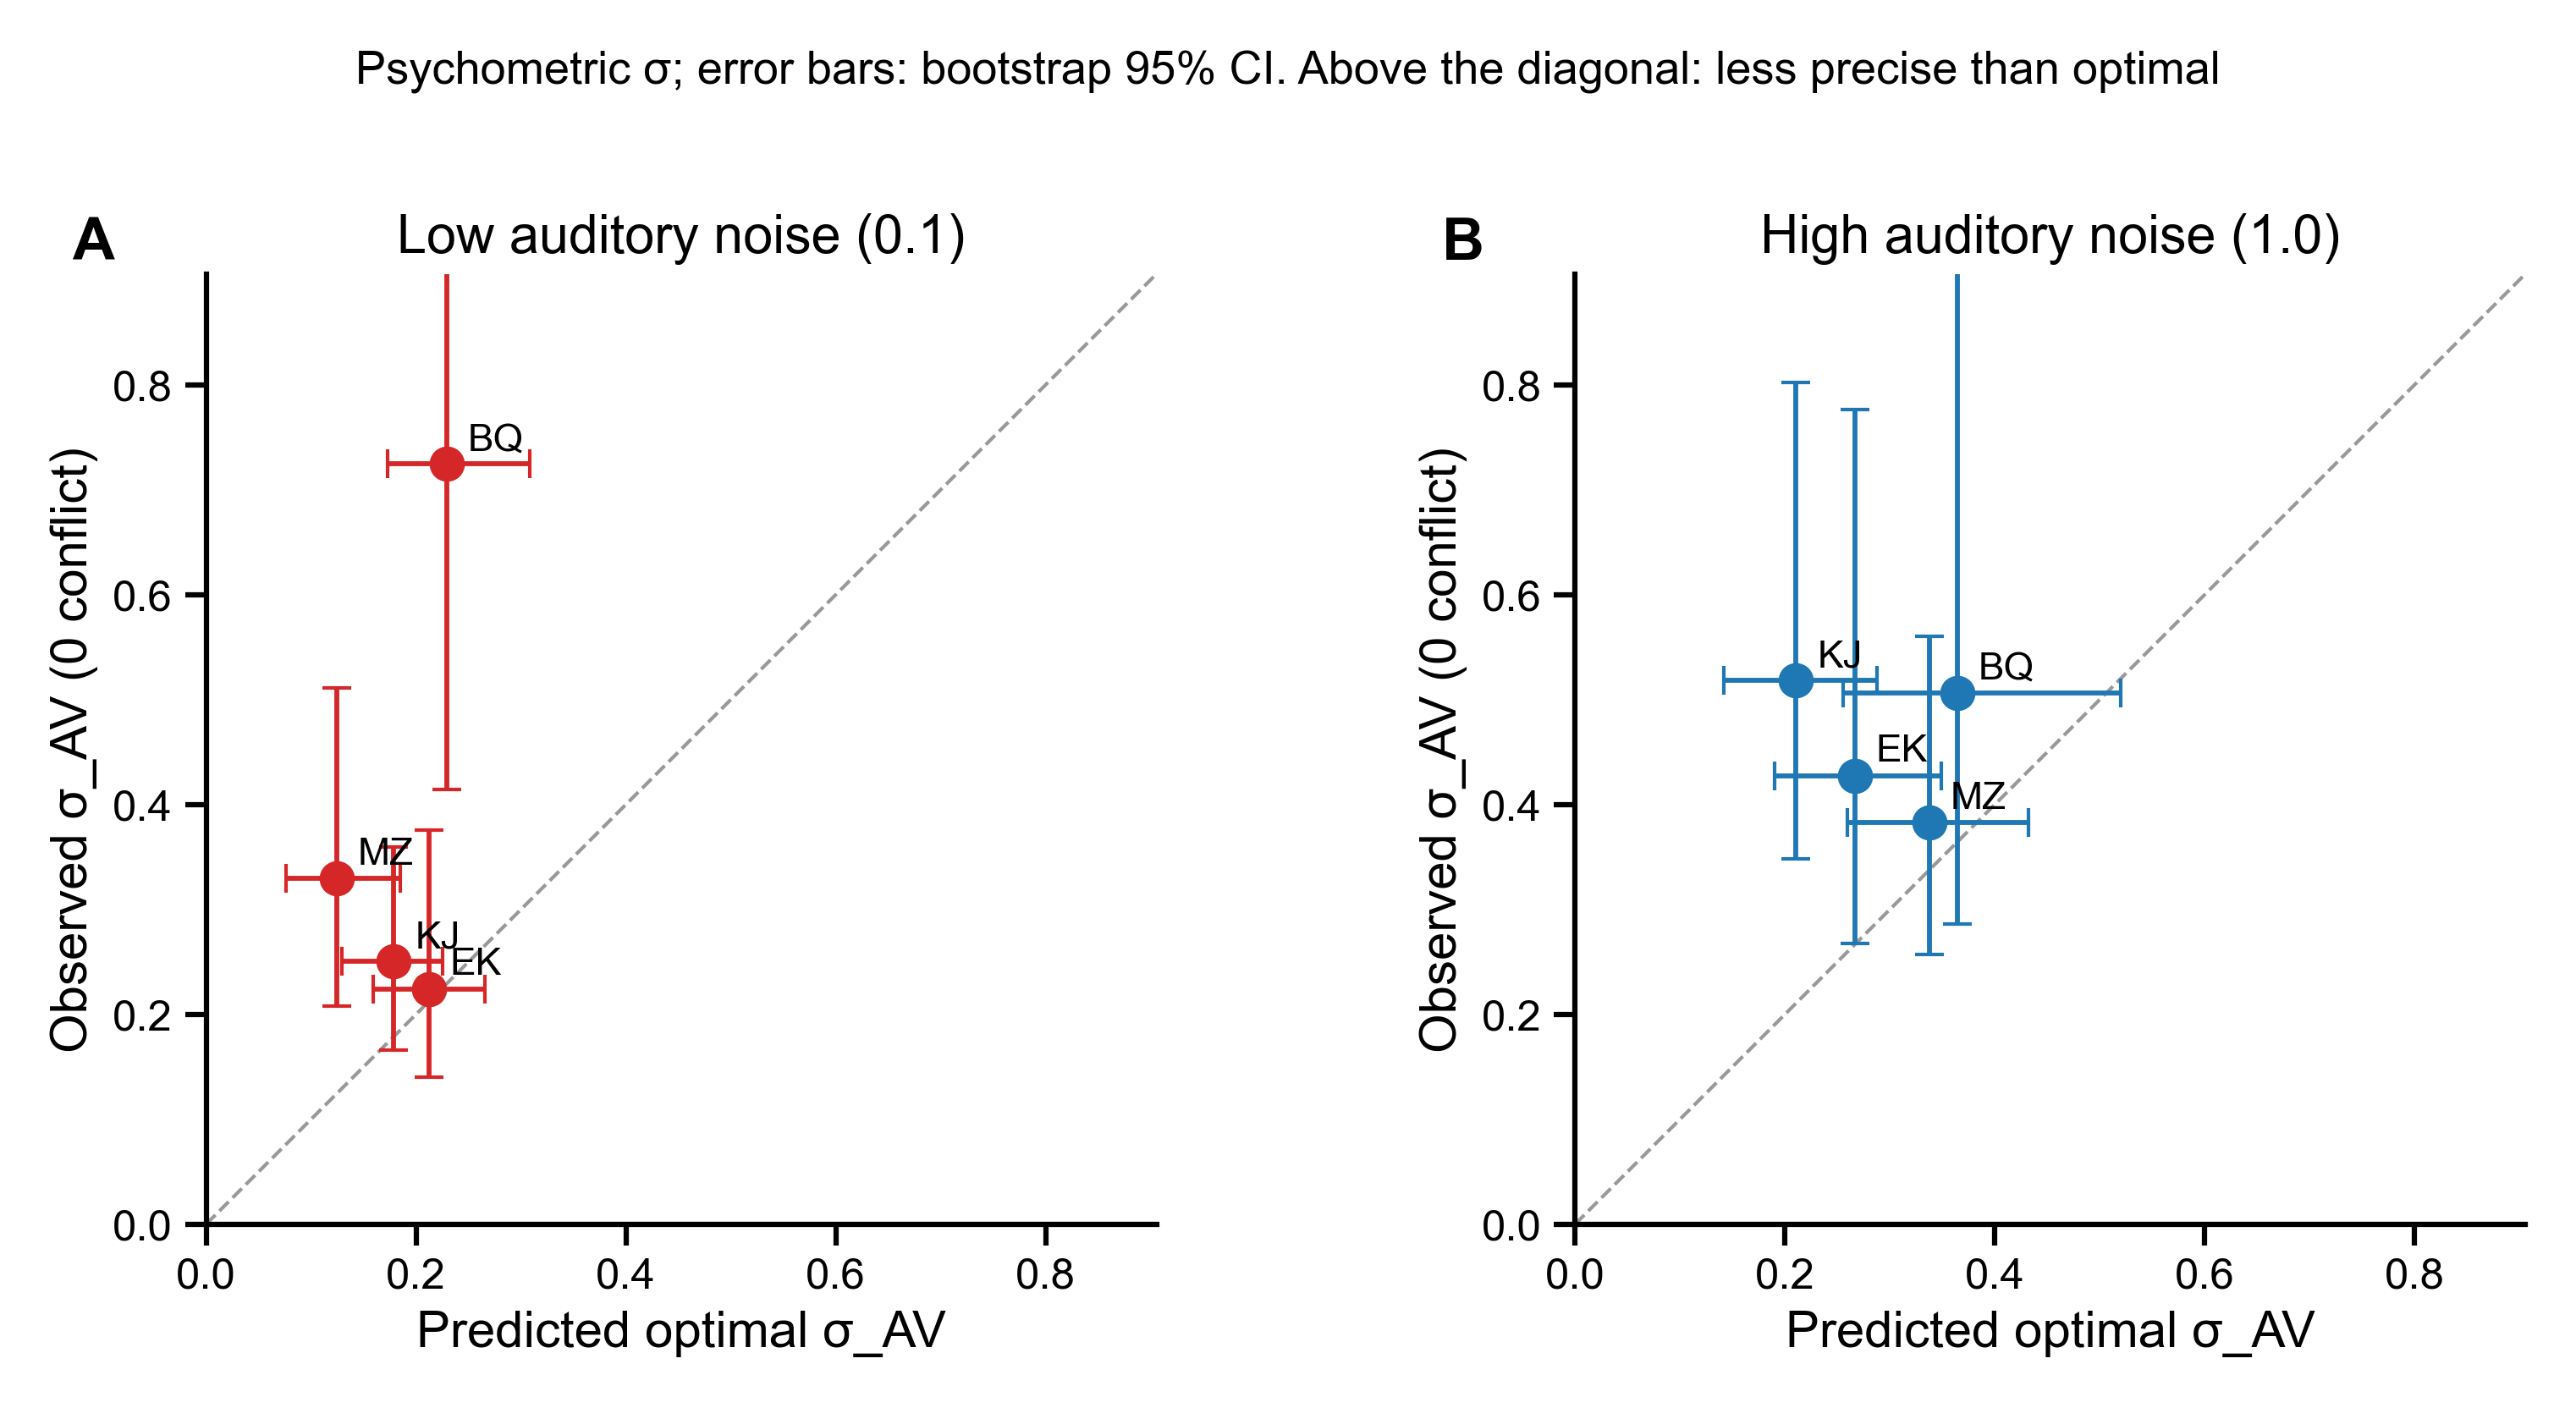 Psychometric σ; error bars: bootstrap 95% CI. Above the diagonal: less precise than optimal
A
Low auditory noise (0.1)
Observed σ_AV (0 conflict)
0.8
0.6
0.4
0.2
0.0
BQ
MZ
KJ
EK
0.0 0.2 0.4 0.6 0.8
Predicted optimal σ_AV
B
High auditory noise (1.0)
Observed σ_AV (0 conflict)
0.8
0.6
0.4
0.2
0.0
KJ
BQ
EK
MZ
0.0 0.2 0.4 0.6 0.8
Predicted optimal σ_AV